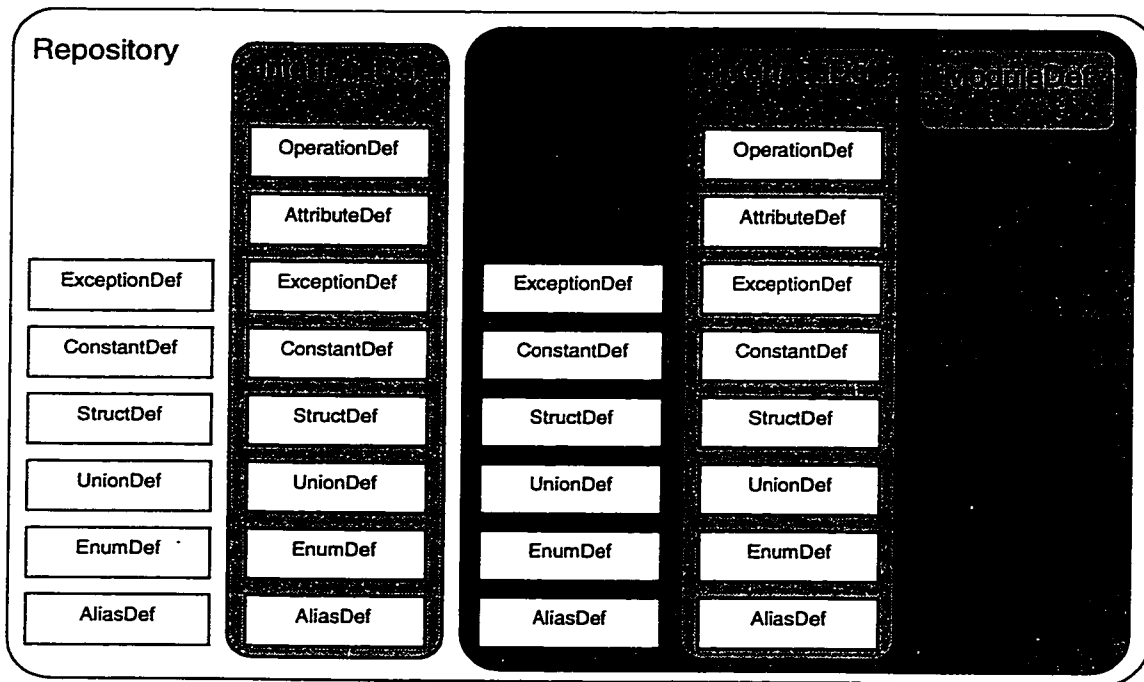 Repository
OperationDef
AttributeDef
ExceptionDef
ConstantDef
StructDef
UnionDef
EnumDef
AliasDef
ExceptionDef
ConstantDef
StructDef
UnionDef
EnumDef
AliasDef
ExceptionDef
ConstantDef
StructDef
UnionDef
EnumDef
AliasDef
OperationDef
AttributeDef
ExceptionDef
ConstantDef
StructDef
UnionDef
EnumDef
AliasDef
ModuleDef